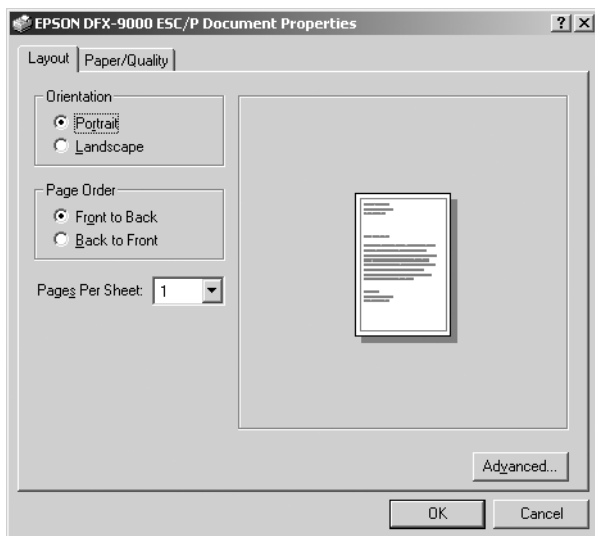 EPSON DFX-9000 ESC/P Document Properties
Layout
Paper/Quality
Orientation
Portrait
Landscape
Page Order
Front to Back
Back to Front
Pages Per Sheet: 1
Advanced...
OK
Cancel